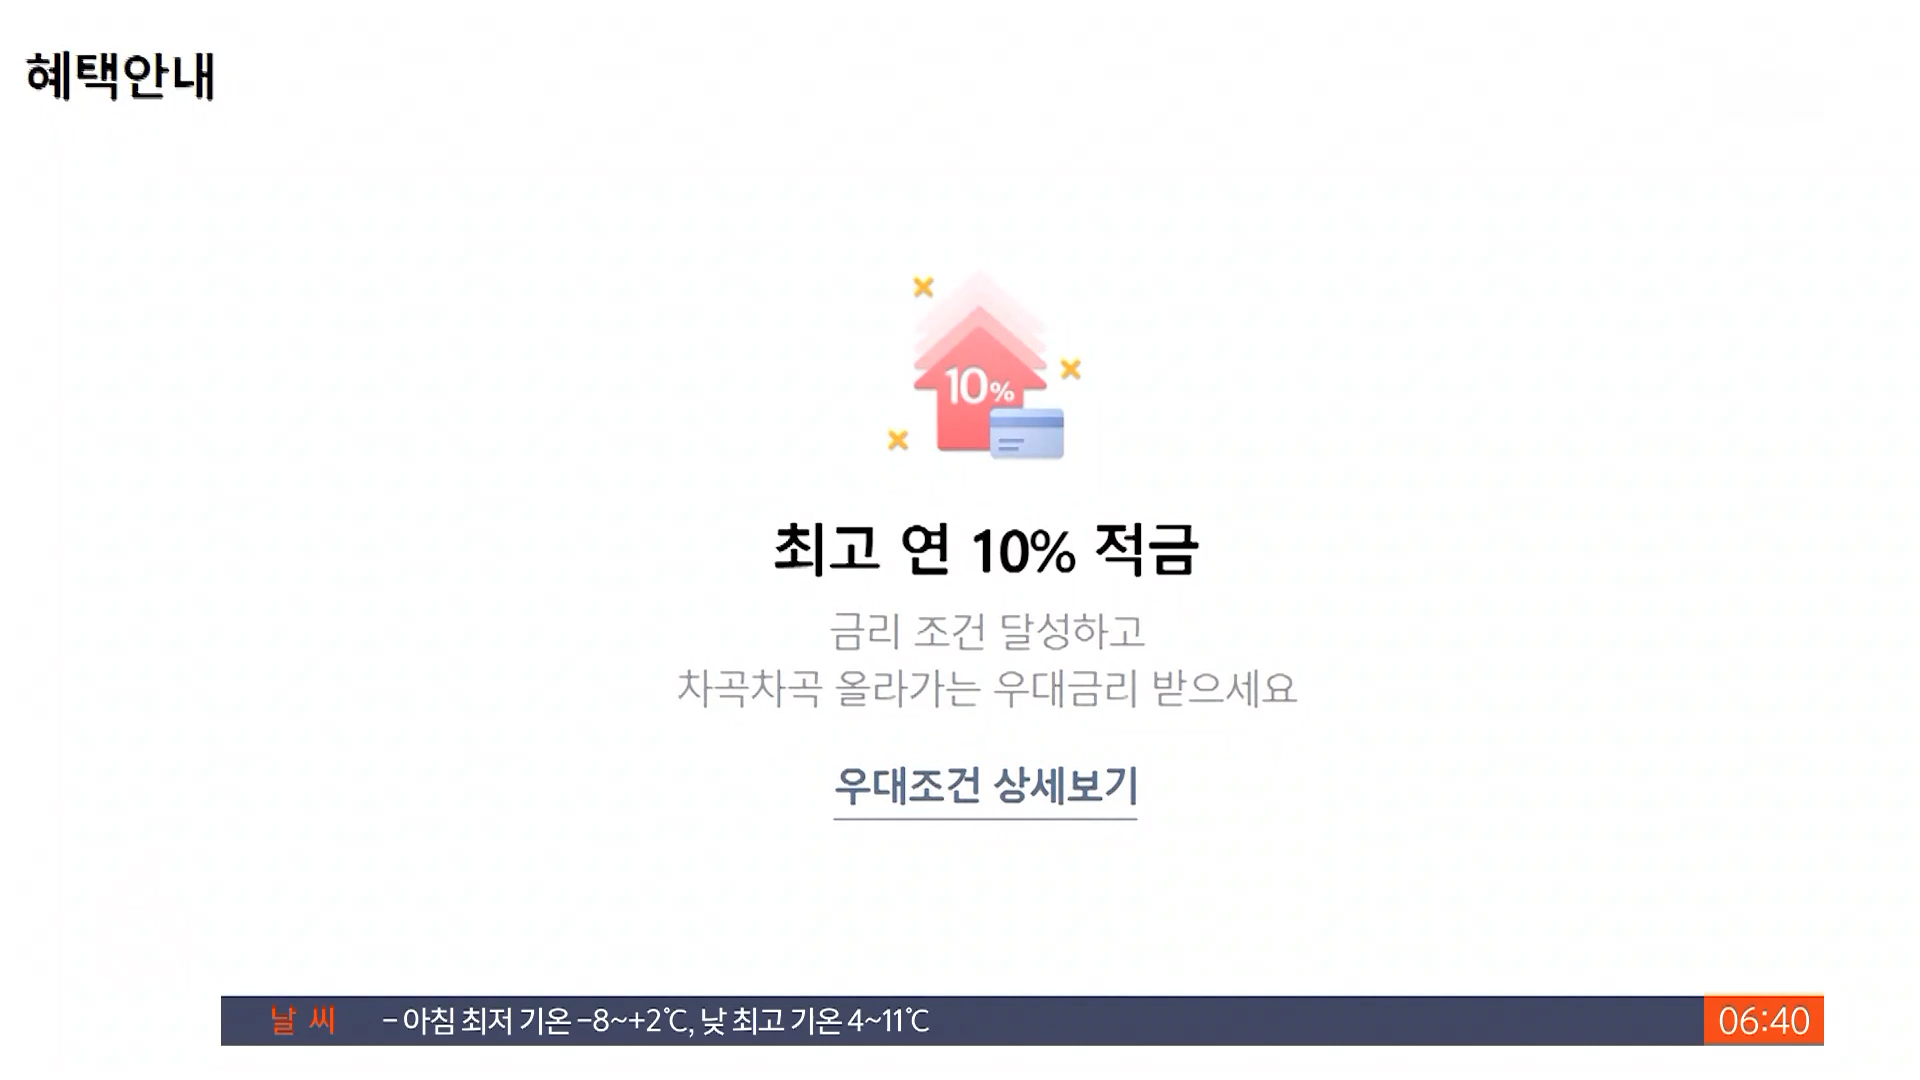 혜택안내
10%
최고 연 10% 적금
금리 조건 달성하고
차곡차곡 올라가는 우대금리 받으세요
우대조건 상세보기
날 씨 - 아침 최저 기온 -8~+2℃, 낮 최고 기온 4~11℃ 06:40